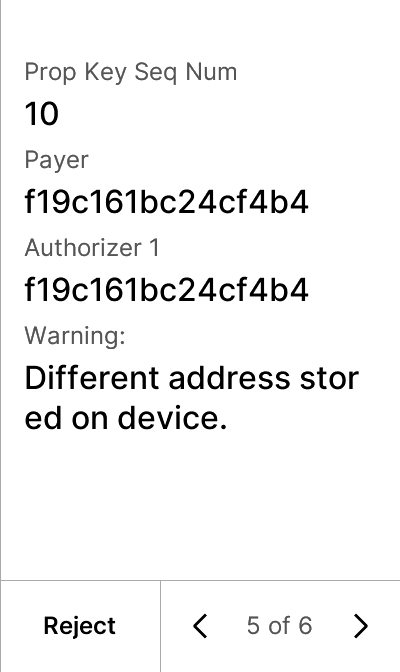 Prop Key Seq Num
10
Payer
f19c161bc24cf4b4
Authorizer 1
f19c161bc24cf4b4
Warning:
Different address stor
ed on device.
Reject
5 of 6